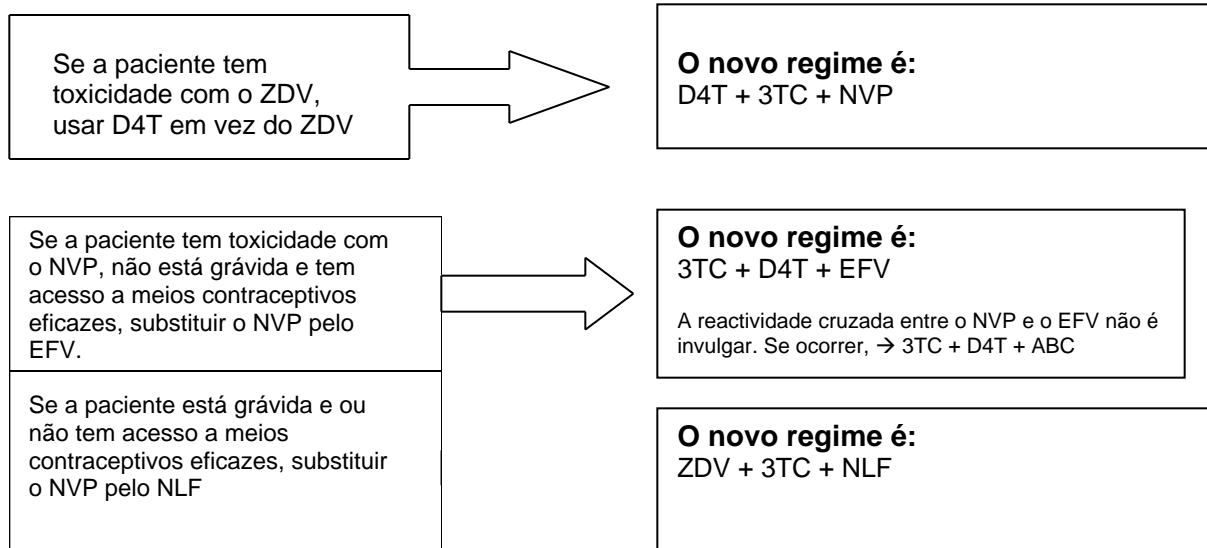 Se a paciente tem
toxicidade com o ZDV,
usar D4T em vez do ZDV
O novo regime é:
D4T + 3TC + NVP
Se a paciente tem toxicidade com
o NVP, não está grávida e tem
acesso a meios contraceptivos
eficazes, substituir o NVP pelo
EFV.
O novo regime é:
3TC + D4T + EFV
A reactividade cruzada entre o NVP e o EFV não é
invulgar. Se ocorrer, → 3TC + D4T + ABC
Se a paciente está grávida e ou
não tem acesso a meios
contraceptivos eficazes, substituir
o NVP pelo NLF
O novo regime é:
ZDV + 3TC + NLF